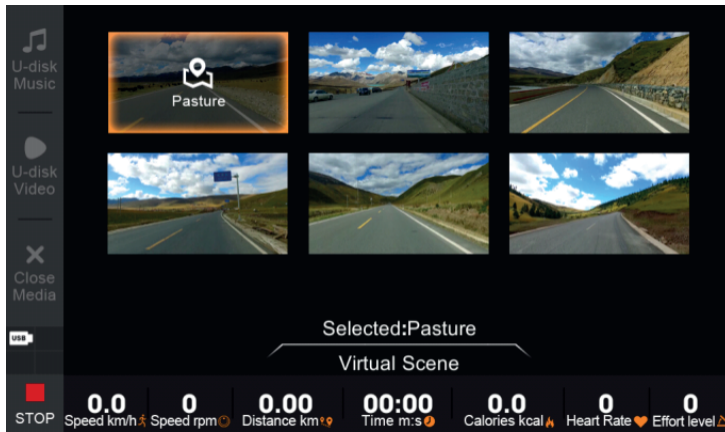 U-disk
Music
Pasture
U-disk
Video
Close
Media
USB
Selected:Pasture
Virtual Scene
STOP
0.0 0 0.00 00:00 0.0 0 0
Speed km/h Speed rpm Distance km Time m:s Calories kcal Heart Rate Effort level